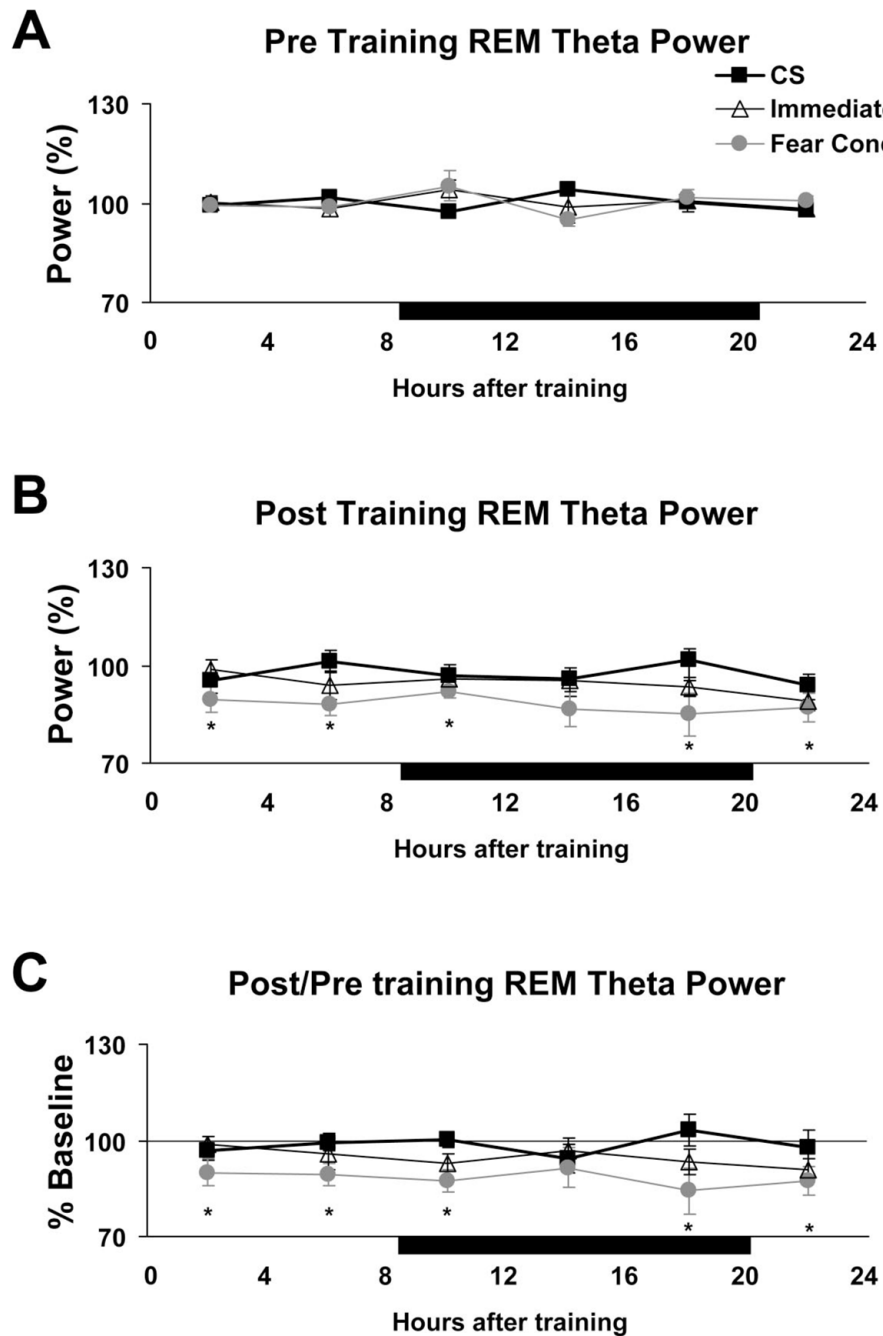 A
Pre Training REM Theta Power
CS
Immediat
Fear Con
130
100
70
Power (%)
0 4 8 12 16 20 24
Hours after training
B
Post Training REM Theta Power
130
100
70
Power (%)
* * * * *
0 4 8 12 16 20 24
Hours after training
C
Post/Pre training REM Theta Power
130
100
70
% Baseline
* * * * *
0 4 8 12 16 20 24
Hours after training